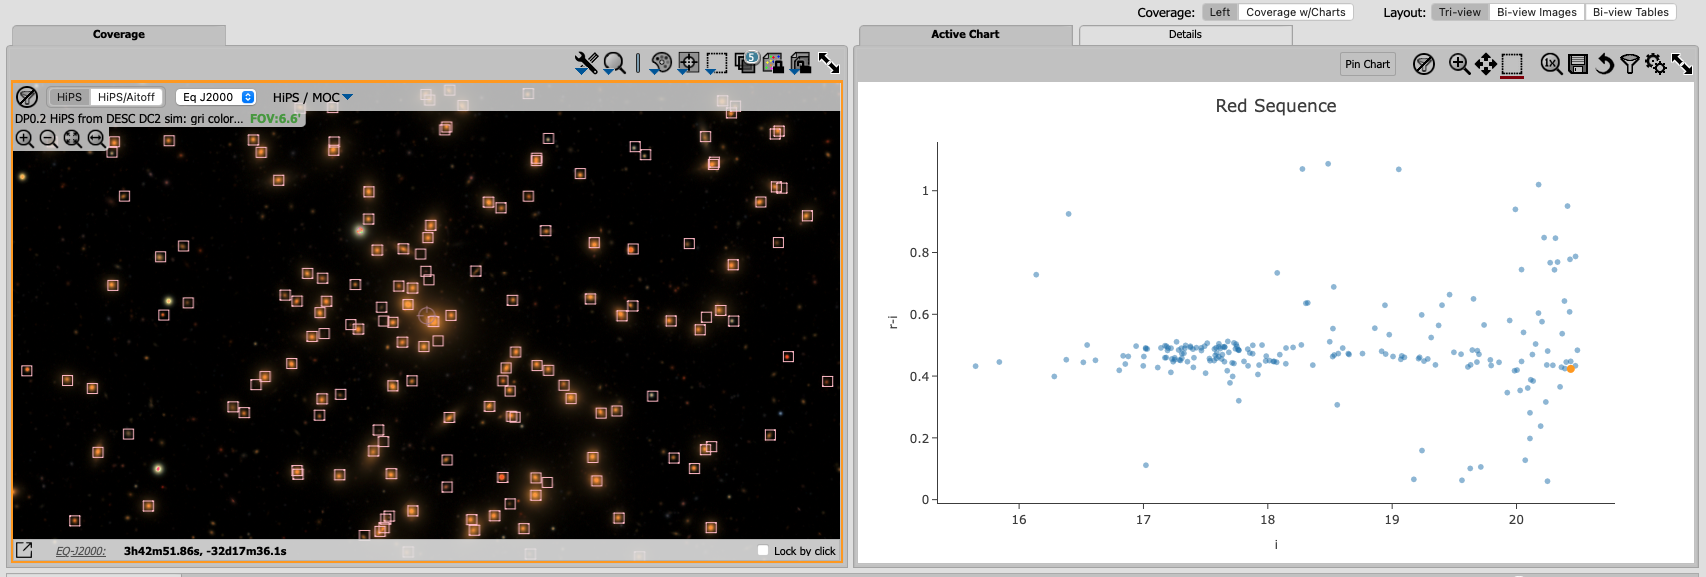 Coverage: Left Coverage w/Charts Layout: Tri-view Bi-view Images Bi-view Tables
Coverage
Active Chart Details
5
Pin Chart
1x
HiPS HiPS/Aitoff Eq J2000 HiPS / MOC
DP0.2 HiPS from DESC DC2 sim: gri color... FOV:6.6'
EQ-J2000: 3h42m51.86s, -32d17m36.1s Lock by click
Red Sequence
1
0.8
0.6
r-i
0.4
0.2
0
16 17 18 19 20
i